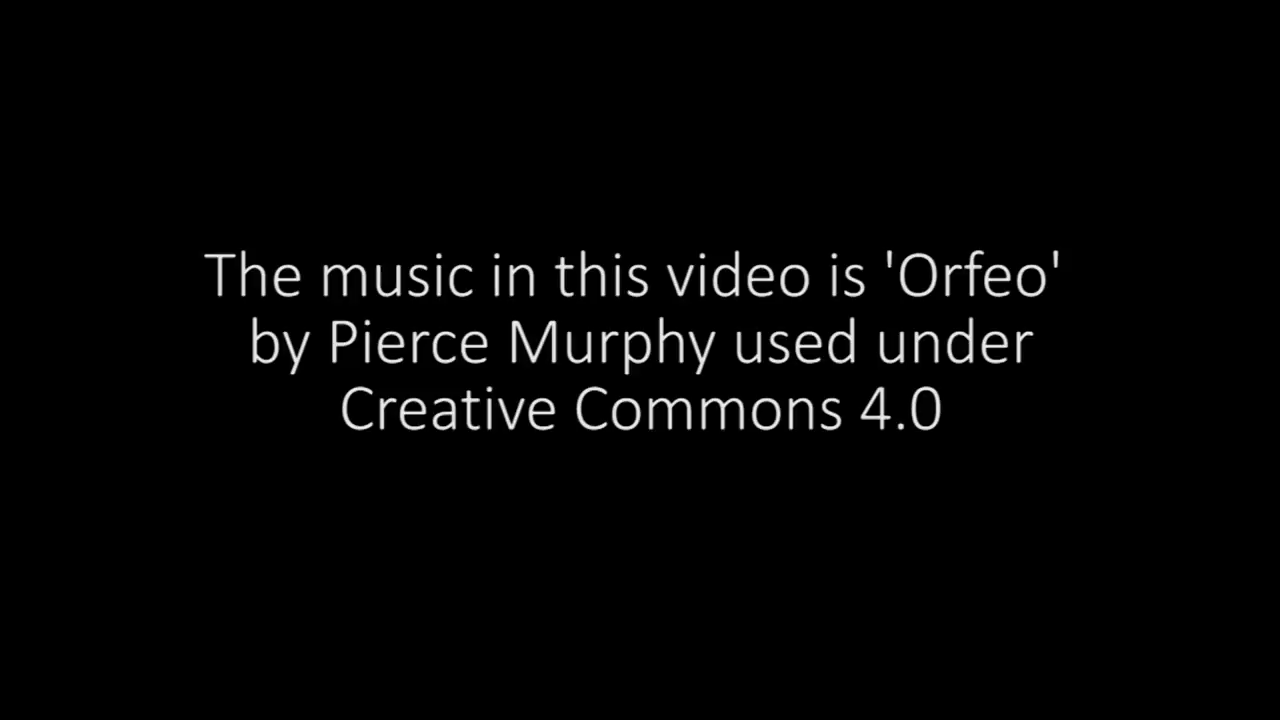 The music in this video is 'Orfeo'
by Pierce Murphy used under
Creative Commons 4.0